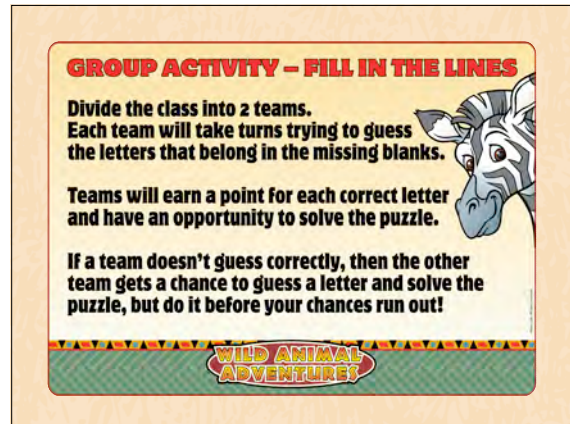 GROUP ACTIVITY – FILL IN THE LINES
Divide the class into 2 teams.
Each team will take turns trying to guess
the letters that belong in the missing blanks.
Teams will earn a point for each correct letter
and have an opportunity to solve the puzzle.
If a team doesn't guess correctly, then the other
team gets a chance to guess a letter and solve the
puzzle, but do it before your chances run out!
WILD ANIMAL
ADVENTURES